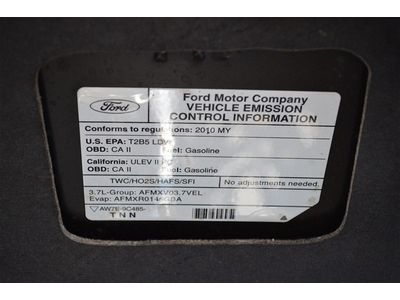 Ford
Ford Motor Company
VEHICLE EMISSION
CONTROL INFORMATION
Conforms to regulations: 2010 MY
U.S. EPA: T2B5 LDV
OBD: CA II Fuel: Gasoline
California: ULEV II PC
OBD: CA II Fuel: Gasoline
TWC/HO2S/HAFS/SFI
No adjustments needed.
3.7L-Group: AFMXV03.7VEL
Evap:
AW7E-9C485-
TNN